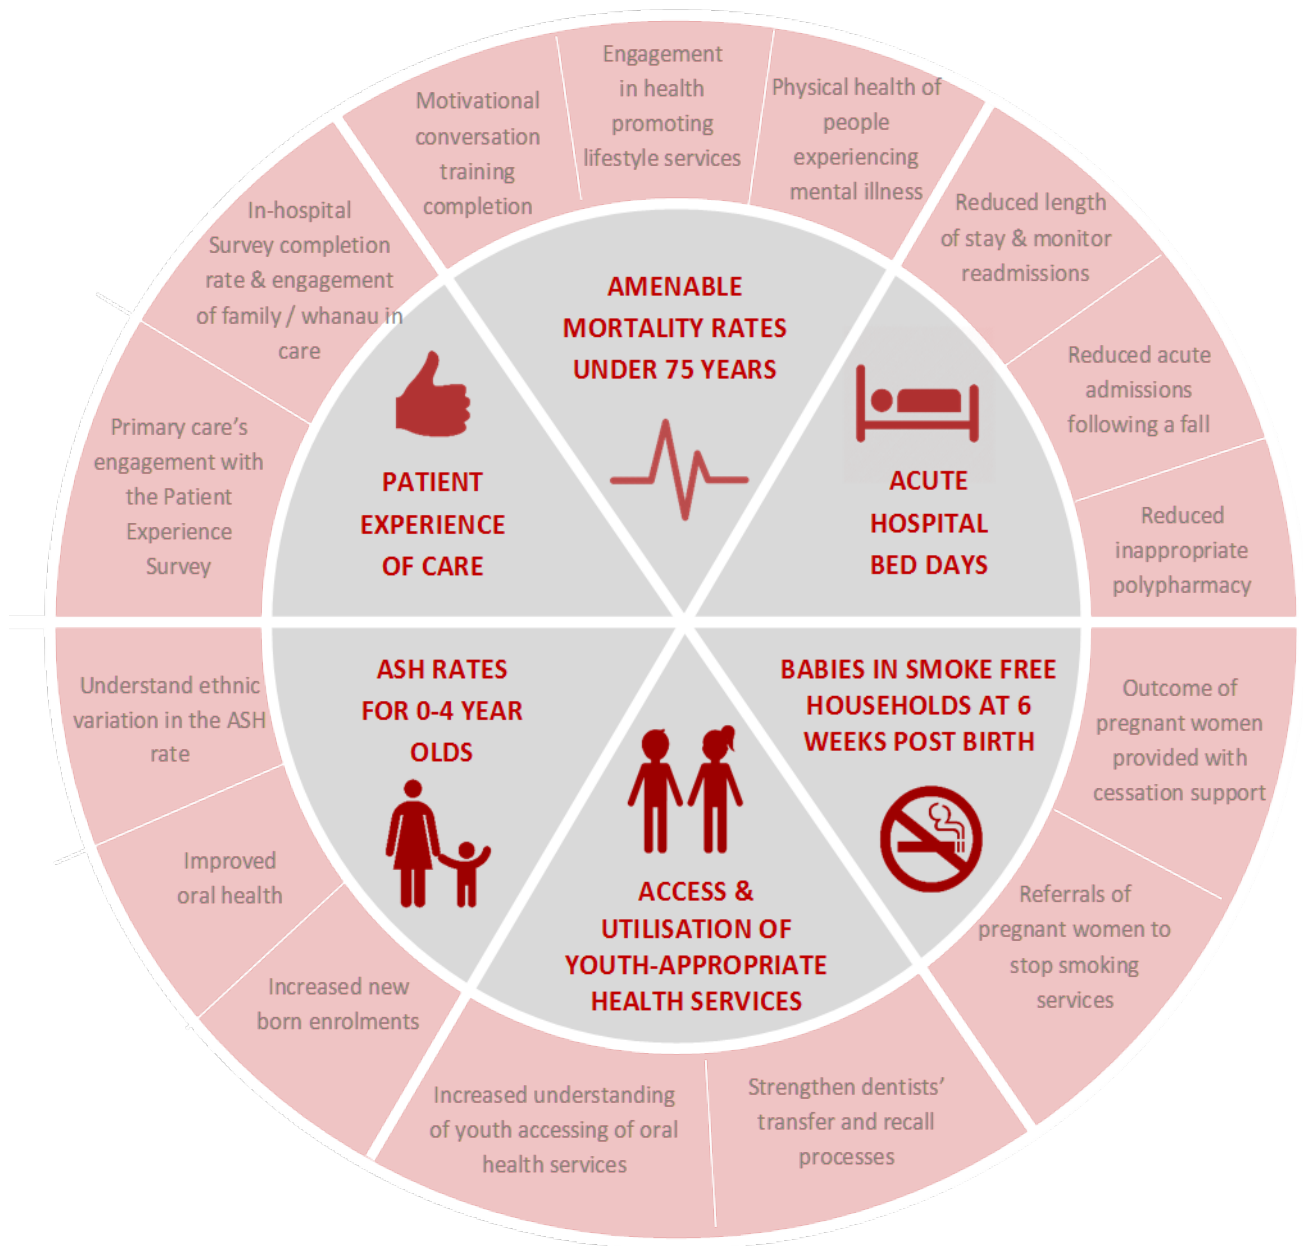 Engagement
in health
promoting
lifestyle services
Physical health of
people
experiencing
mental illness
Motivational
conversation
training
completion
In-hospital
Survey completion
rate & engagement
of family / whanau in
care
Primary care’s
engagement with
the Patient
Experience
Survey
Reduced length
of stay & monitor
readmissions
Reduced acute
admissions
following a fall
Reduced
inappropriate
polypharmacy
AMENABLE
MORTALITY RATES
UNDER 75 YEARS
PATIENT
EXPERIENCE
OF CARE
ACUTE
HOSPITAL
BED DAYS
ASH RATES
FOR 0-4 YEAR
OLDS
BABIES IN SMOKE FREE
HOUSEHOLDS AT 6
WEEKS POST BIRTH
ACCESS &
UTILISATION OF
YOUTH-APPROPRIATE
HEALTH SERVICES
Understand ethnic
variation in the ASH
rate
Improved
oral health
Increased new
born enrolments
Outcome of
pregnant women
provided with
cessation support
Referrals of
pregnant women to
stop smoking
services
Increased understanding
of youth accessing of oral
health services
Strengthen dentists’
transfer and recall
processes